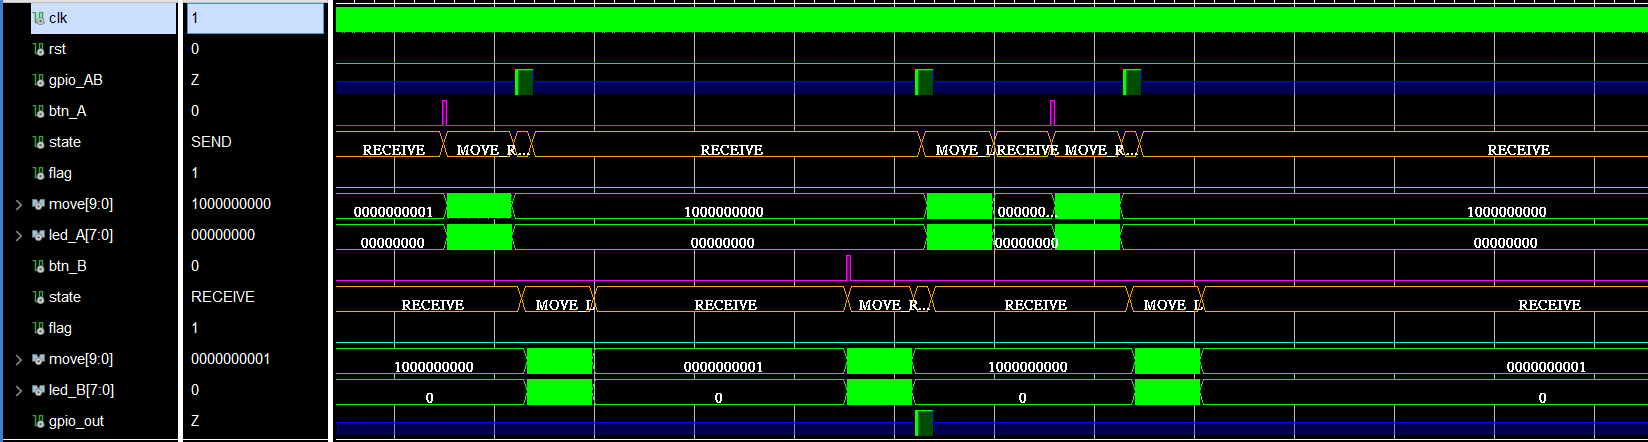 clk 1
rst 0
gpio_AB Z
btn_A 0
state SEND RECEIVE MOVE_R... RECEIVE MOVE_L RECEIVE MOVE_R... RECEIVE
flag 1
move[9:0] 1000000000 0000000001 1000000000 000000... 1000000000
led_A[7:0] 00000000 00000000 00000000 00000000 00000000
btn_B 0
state RECEIVE RECEIVE MOVE_L RECEIVE MOVE_R... RECEIVE MOVE_L RECEIVE
flag 1
move[9:0] 0000000001 1000000000 0000000001 1000000000 0000000001
led_B[7:0] 0 0 0 0 0
gpio_out Z